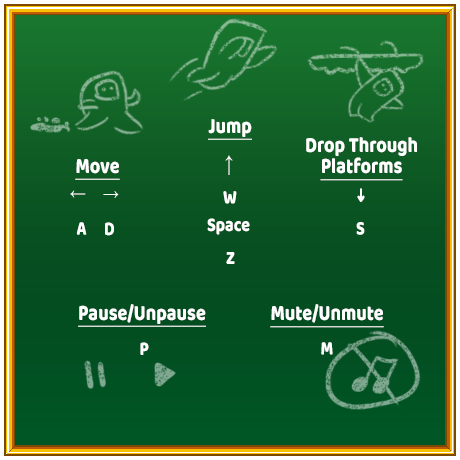 Jump
↑
W
Space
Z
Move
← →
A D
Drop Through
Platforms
↓
S
Pause/Unpause
P
Mute/Unmute
M